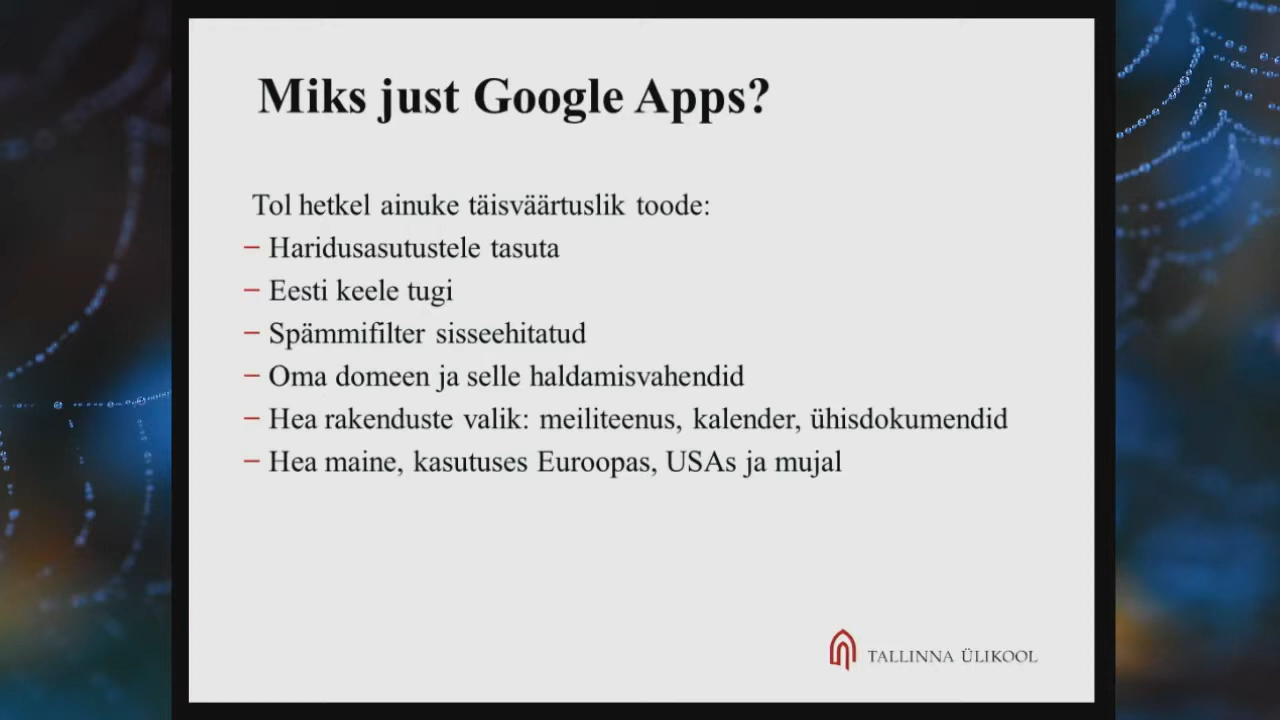 Miks just Google Apps?
Tol hetkel ainuke täisväärtuslik toode:
– Haridusasutustele tasuta
– Eesti keele tugi
– Spämmifilter sisseehitatud
– Oma domeen ja selle haldamisvahendid
– Hea rakenduste valik: meiliteenus, kalender, ühisdokumendid
– Hea maine, kasutuses Euroopas, USAs ja mujal
TALLINNA ÜLIKOOL